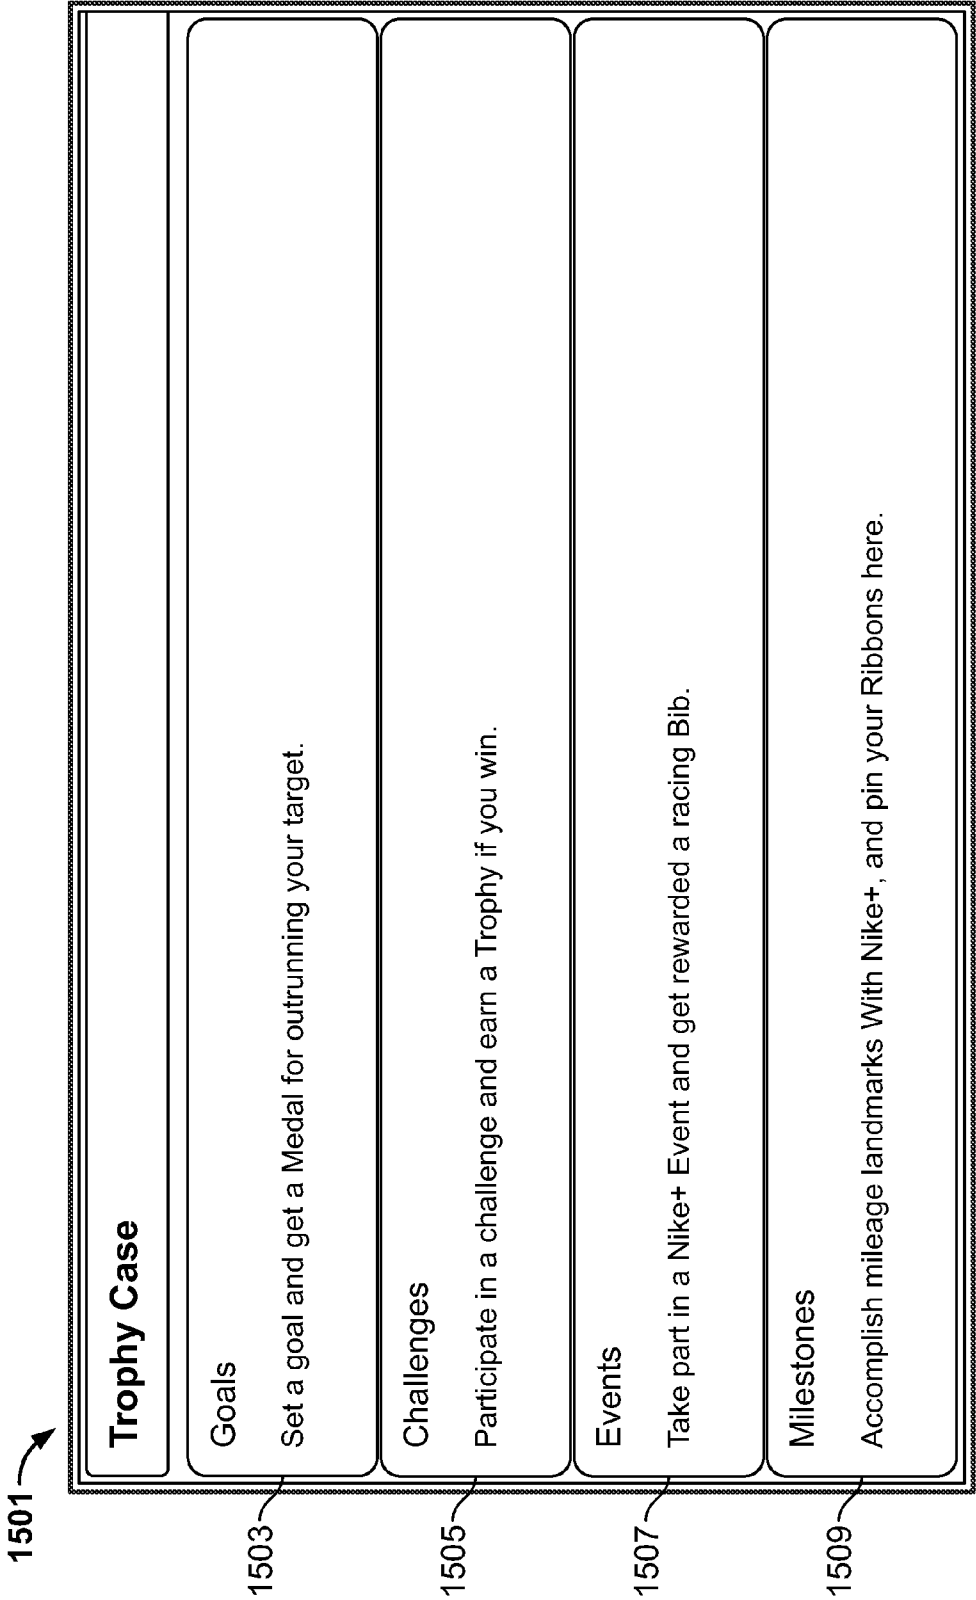 1501
Trophy Case
1503
Goals
Set a goal and get a Medal for outrunning your target.
1505
Challenges
Participate in a challenge and earn a Trophy if you win.
1507
Events
Take part in a Nike+ Event and get rewarded a racing Bib.
1509
Milestones
Accomplish mileage landmarks With Nike+, and pin your Ribbons here.